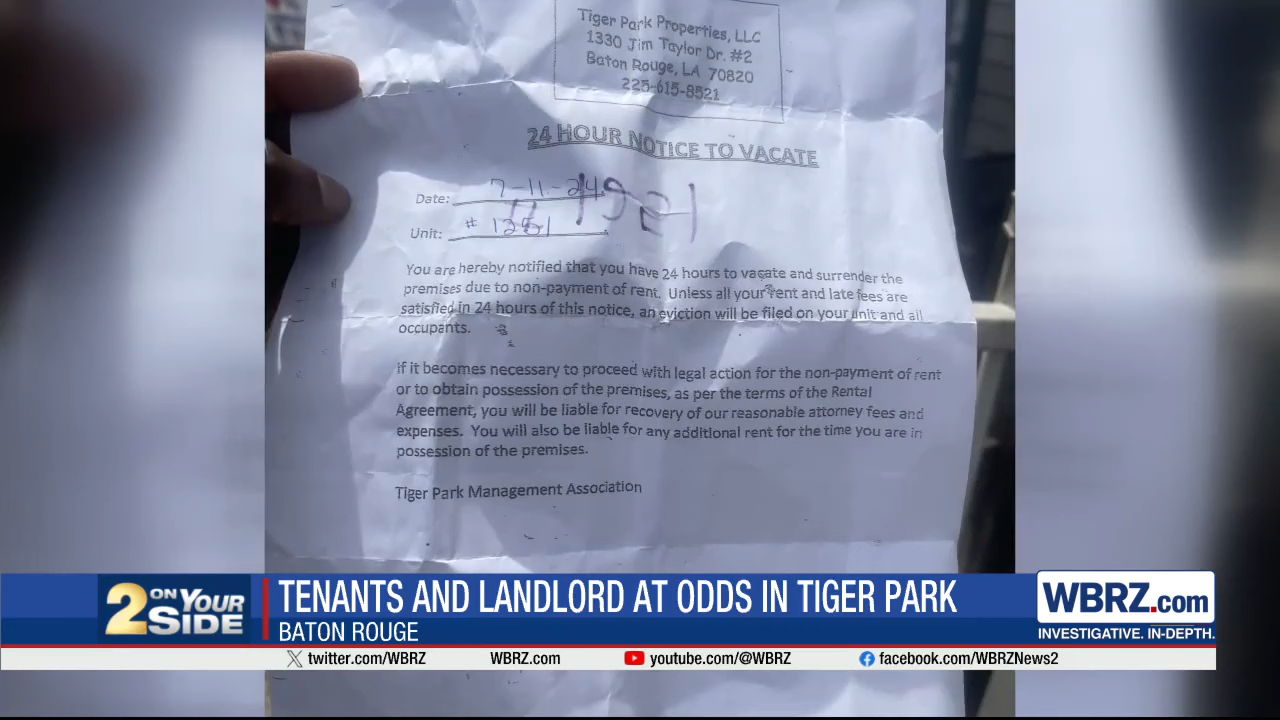 Tiger Park Properties, LLC
1330 Jim Taylor Dr. #2
Baton Rouge, LA 70820
225-615-8521
24 HOUR NOTICE TO VACATE
Date: 7-11-24
Unit: #
1921
You are hereby notified that you have 24 hours to vacate and surrender the
premises due to non-payment of rent. Unless all your rent and late fees are
satisfied in 24 hours of this notice, an eviction will be filed on your unit and all
occupants.
If it becomes necessary to proceed with legal action for the non-payment of rent
or to obtain possession of the premises, as per the terms of the Rental
Agreement, you will be liable for recovery of our reasonable attorney fees and
expenses. You will also be liable for any additional rent for the time you are in
possession of the premises.
Tiger Park Management Association
2 ON YOUR SIDE
TENANTS AND LANDLORD AT ODDS IN TIGER PARK
BATON ROUGE
WBRZ.com
INVESTIGATIVE. IN-DEPTH.
twitter.com/WBRZ WBRZ.com youtube.com/@WBRZ facebook.com/WBRZNews2